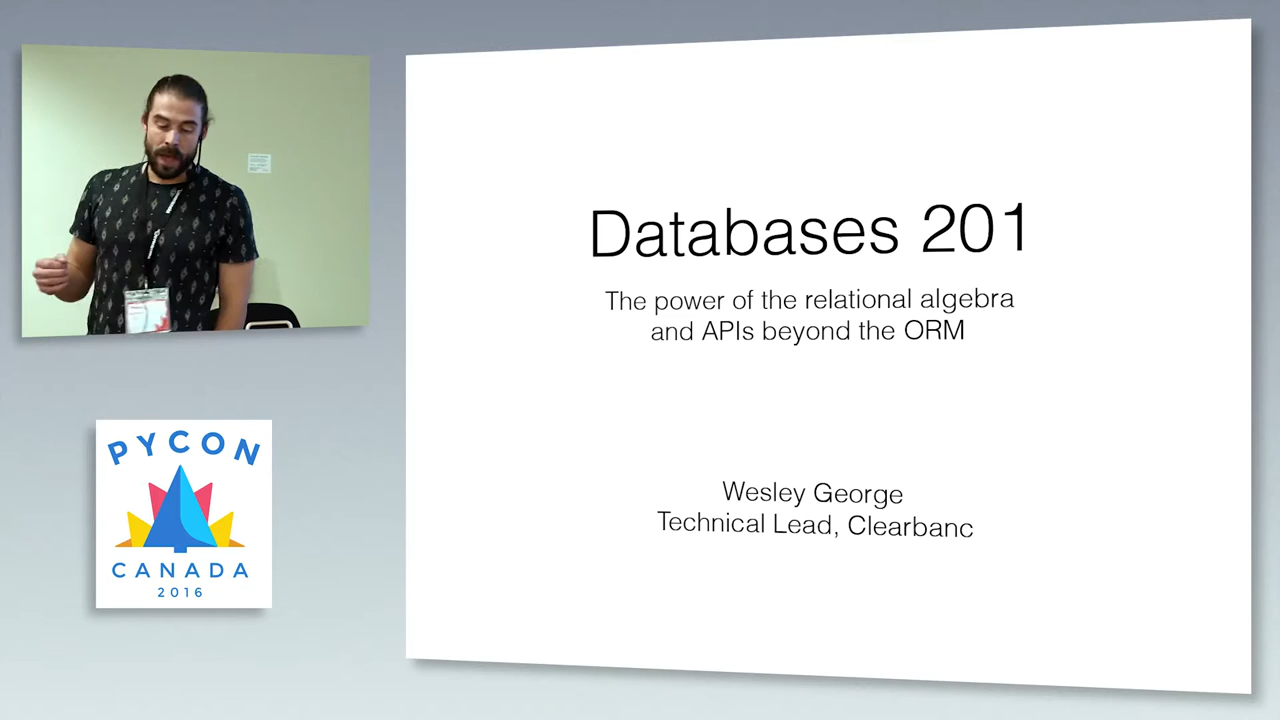 Databases 201
The power of the relational algebra
and APIs beyond the ORM
Wesley George
Technical Lead, Clearbanc
PYCON
CANADA
2016